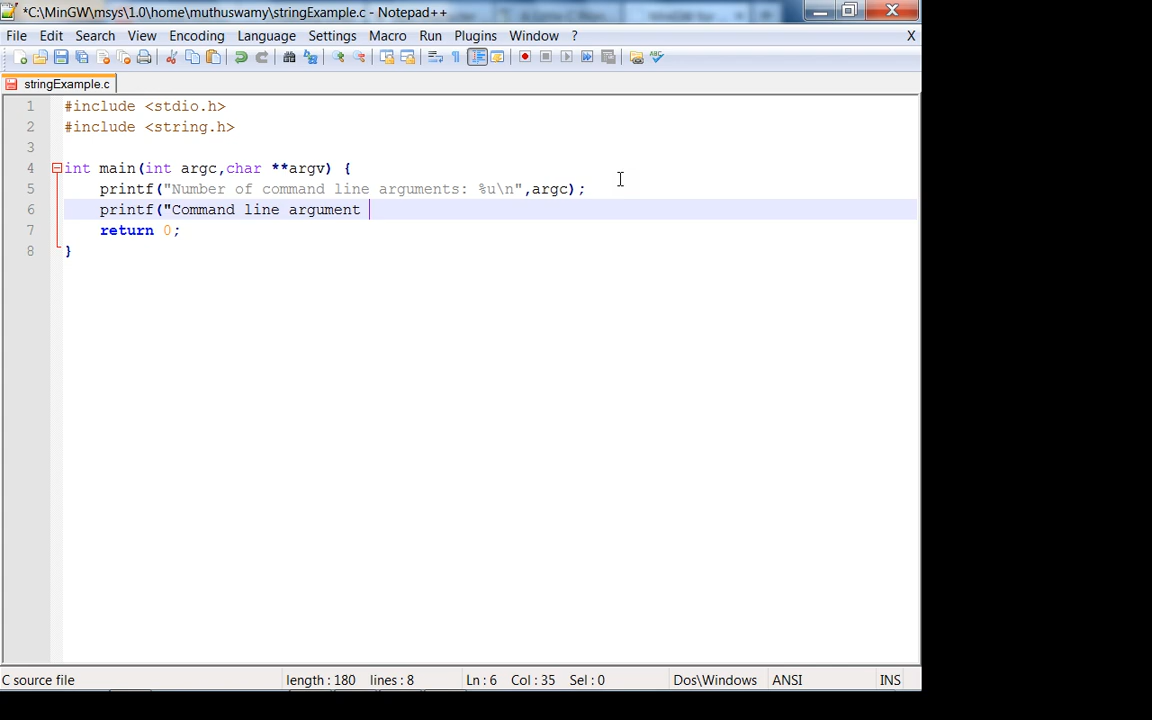 *C:\MinGW\msys\1.0\home\muthuswamy\stringExample.c - Notepad++
File Edit Search View Encoding Language Settings Macro Run Plugins Window ? X
stringExample.c
1 #include <stdio.h>
2 #include <string.h>
3
4 int main(int argc,char **argv) {
5 printf("Number of command line arguments: %u\n",argc);
6 printf("Command line argument
7 return 0;
8 }
C source file length : 180 lines : 8 Ln : 6 Col : 35 Sel : 0 Dos\Windows ANSI INS